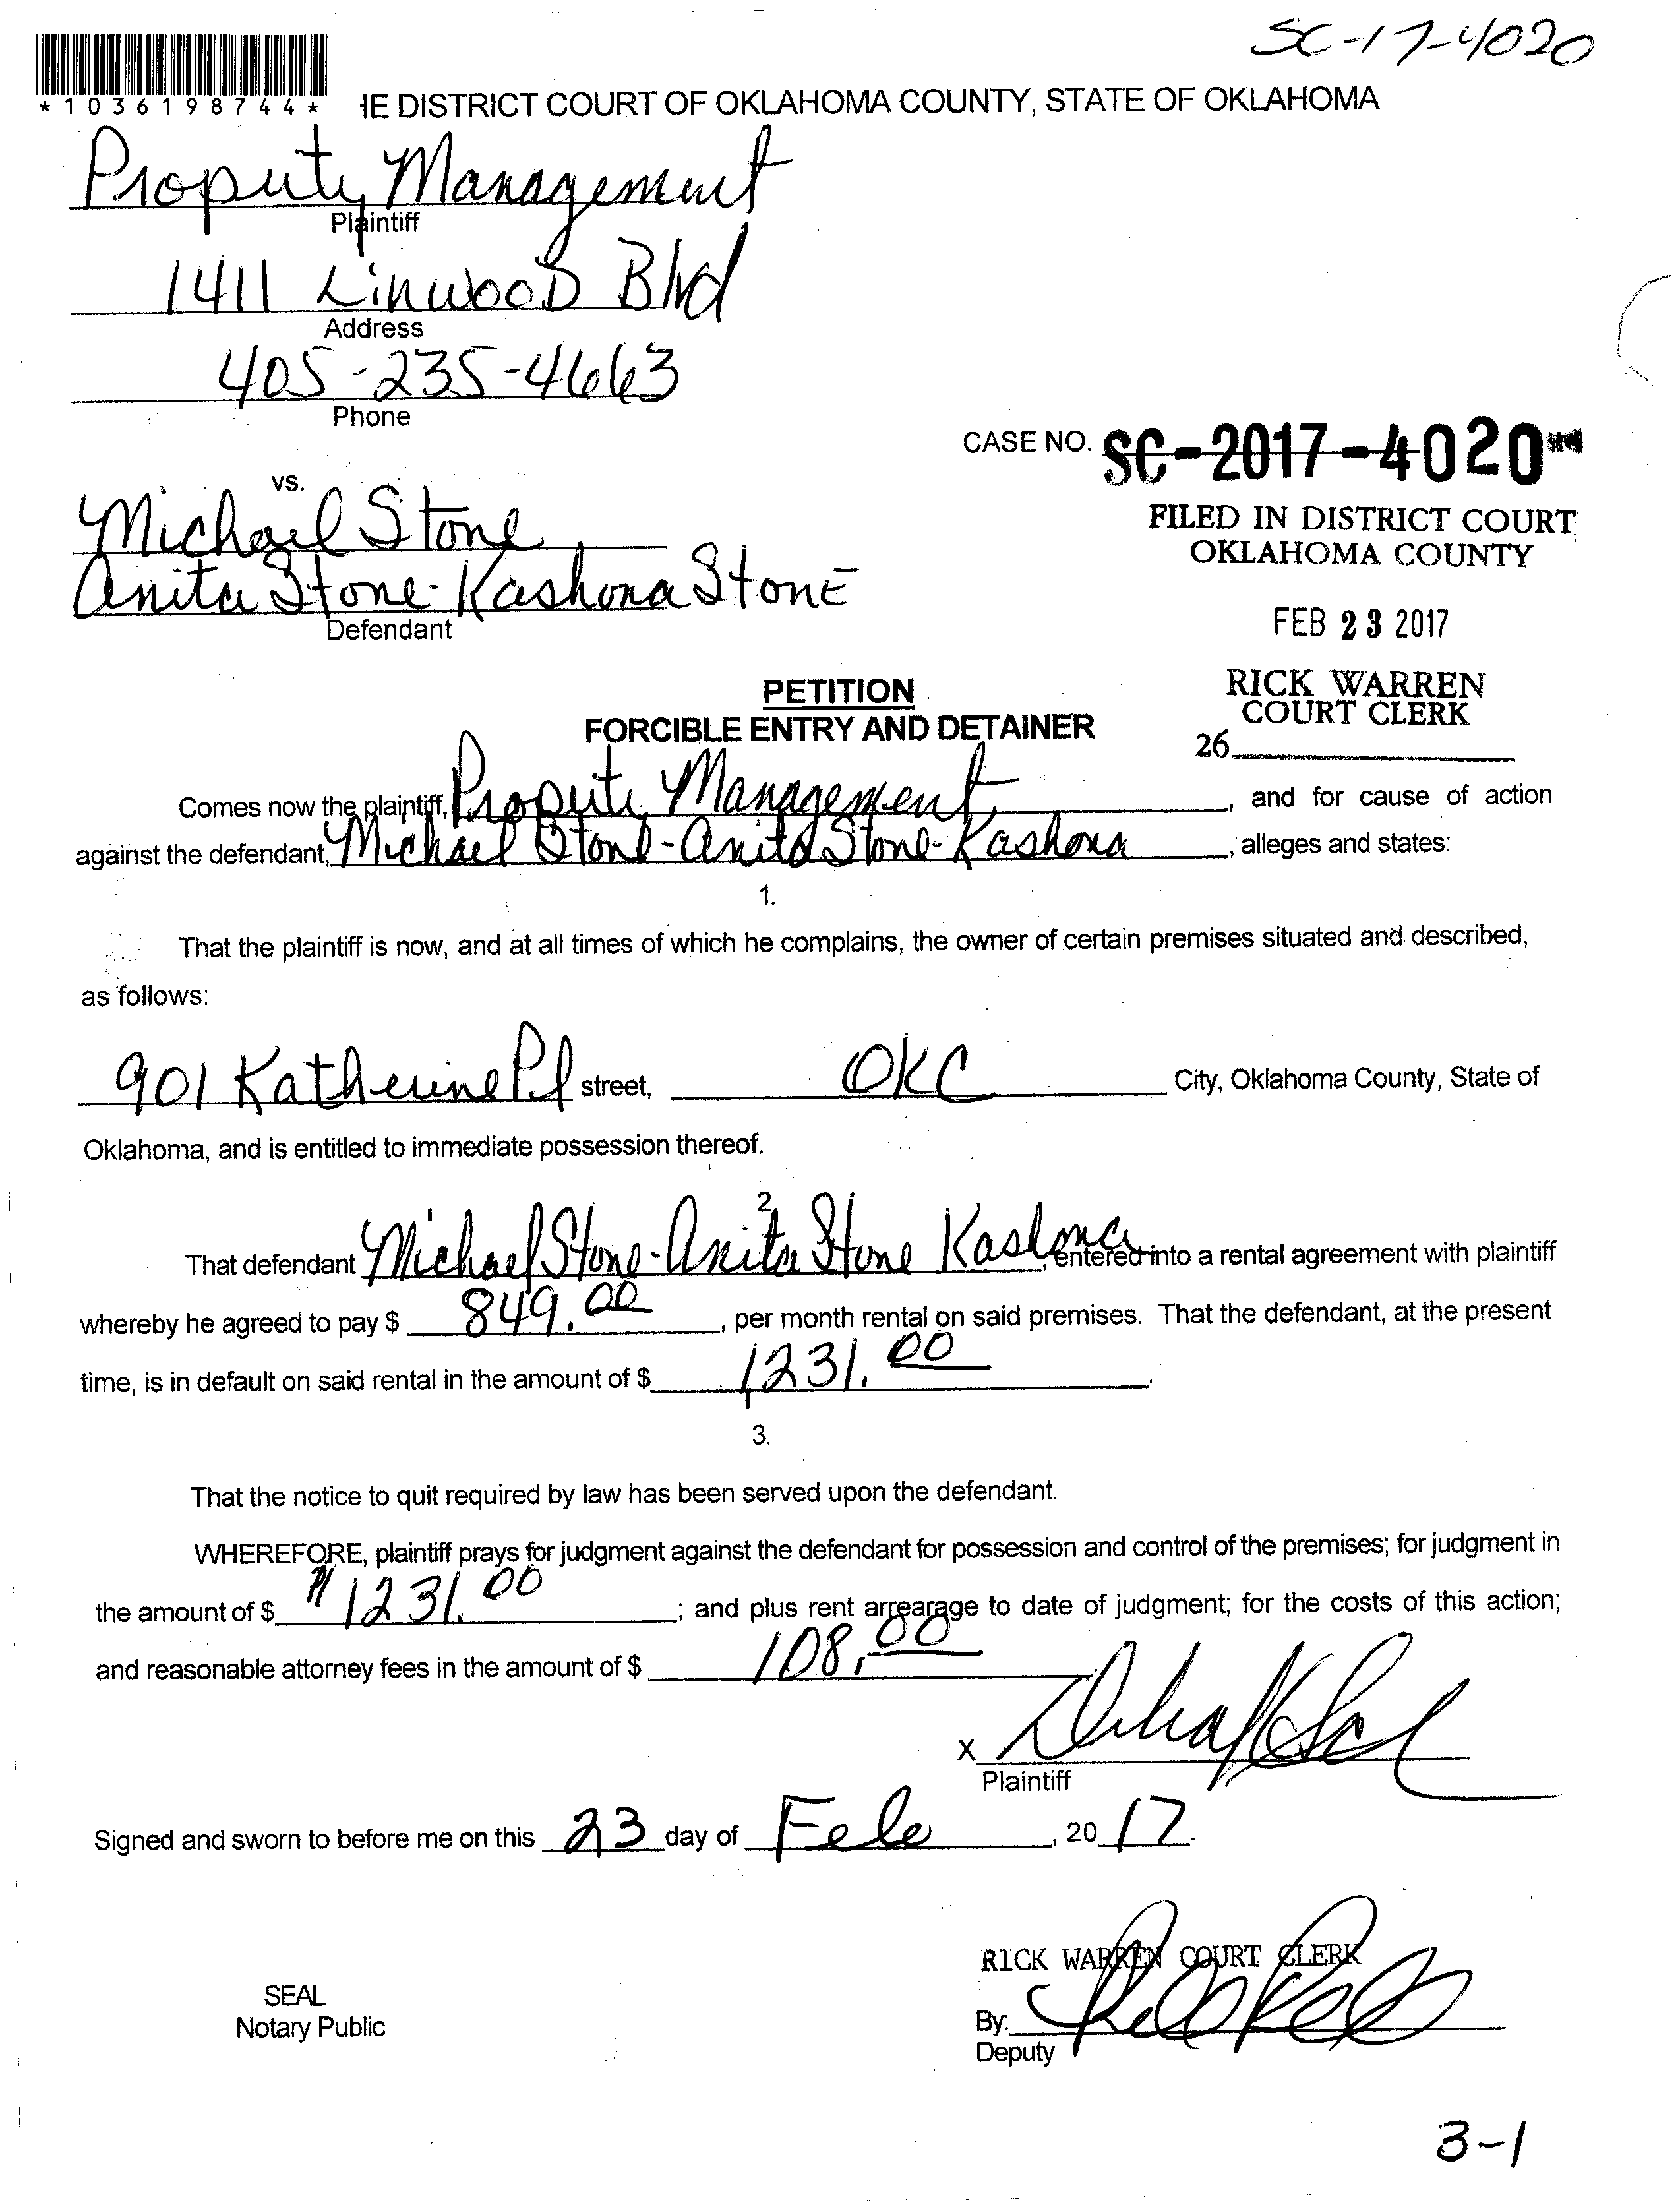 SC-17-4020
*1036198744*
HE DISTRICT COURT OF OKLAHOMA COUNTY, STATE OF OKLAHOMA
Property Management
Plaintiff
1411 LinwooD Blvd
Address
405-235-4663
Phone
CASE NO. SC-2017-4020
vs.
FILED IN DISTRICT COURT
OKLAHOMA COUNTY
Michael Stone
Anita Stone-Kashona Stone
Defendant
FEB 23 2017
RICK WARREN
COURT CLERK
26
PETITION
FORCIBLE ENTRY AND DETAINER
Comes now the plaintiff, Property Management, and for cause of action
against the defendant, Michael Stone-Anita Stone-Kashona, alleges and states:
1.
That the plaintiff is now, and at all times of which he complains, the owner of certain premises situated and described,
as follows:
901 Katherine Pl street, OKC City, Oklahoma County, State of
Oklahoma, and is entitled to immediate possession thereof.
2
That defendant Michael Stone-Anita Stone Kashona, entered into a rental agreement with plaintiff
whereby he agreed to pay $ 849.00, per month rental on said premises. That the defendant, at the present
time, is in default on said rental in the amount of $ 1231.00.
3.
That the notice to quit required by law has been served upon the defendant.
WHEREFORE, plaintiff prays for judgment against the defendant for possession and control of the premises; for judgment in
the amount of $ 1231.00; and plus rent arrearage to date of judgment; for the costs of this action;
and reasonable attorney fees in the amount of $ 108.00
X
Plaintiff
Signed and sworn to before me on this 23 day of Feb, 2017.
RICK WARREN COURT CLERK
SEAL
Notary Public
By:
Deputy
3-1